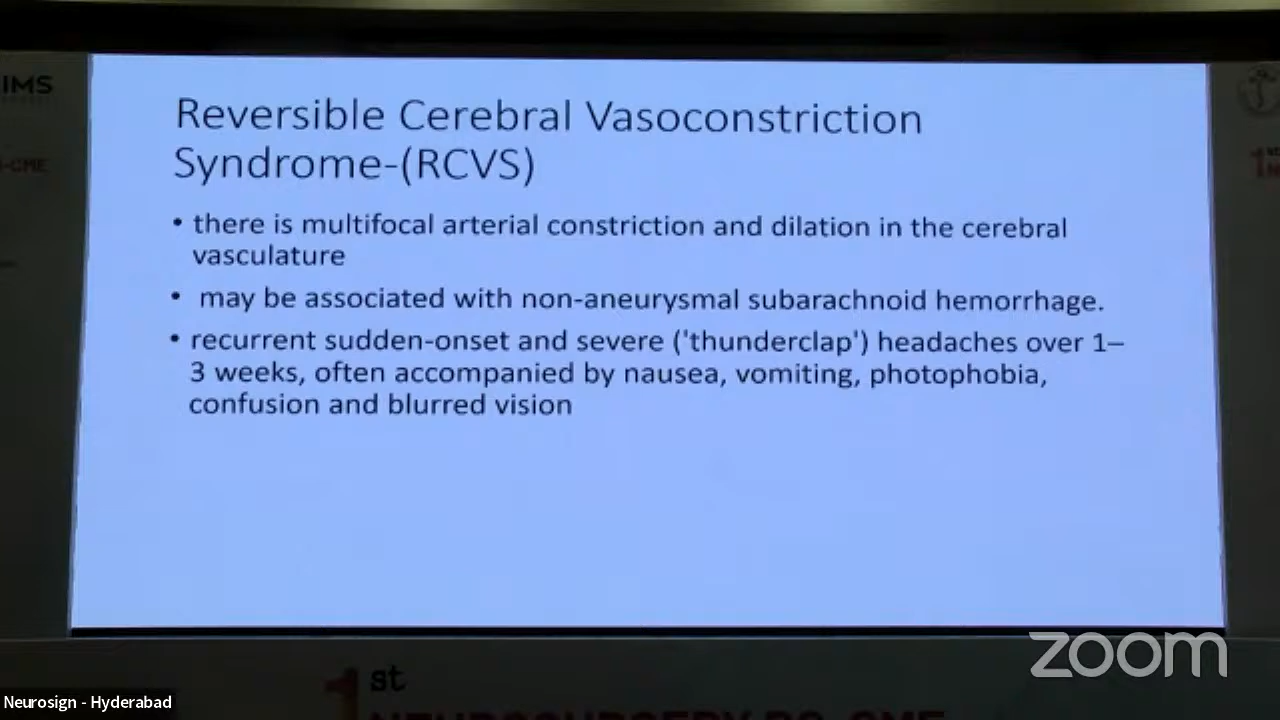 IMS
Reversible Cerebral Vasoconstriction
Syndrome-(RCVS)
• there is multifocal arterial constriction and dilation in the cerebral
vasculature
• may be associated with non-aneurysmal subarachnoid hemorrhage.
• recurrent sudden-onset and severe ('thunderclap') headaches over 1–
3 weeks, often accompanied by nausea, vomiting, photophobia,
confusion and blurred vision
zoom
1st
Neurosign - Hyderabad